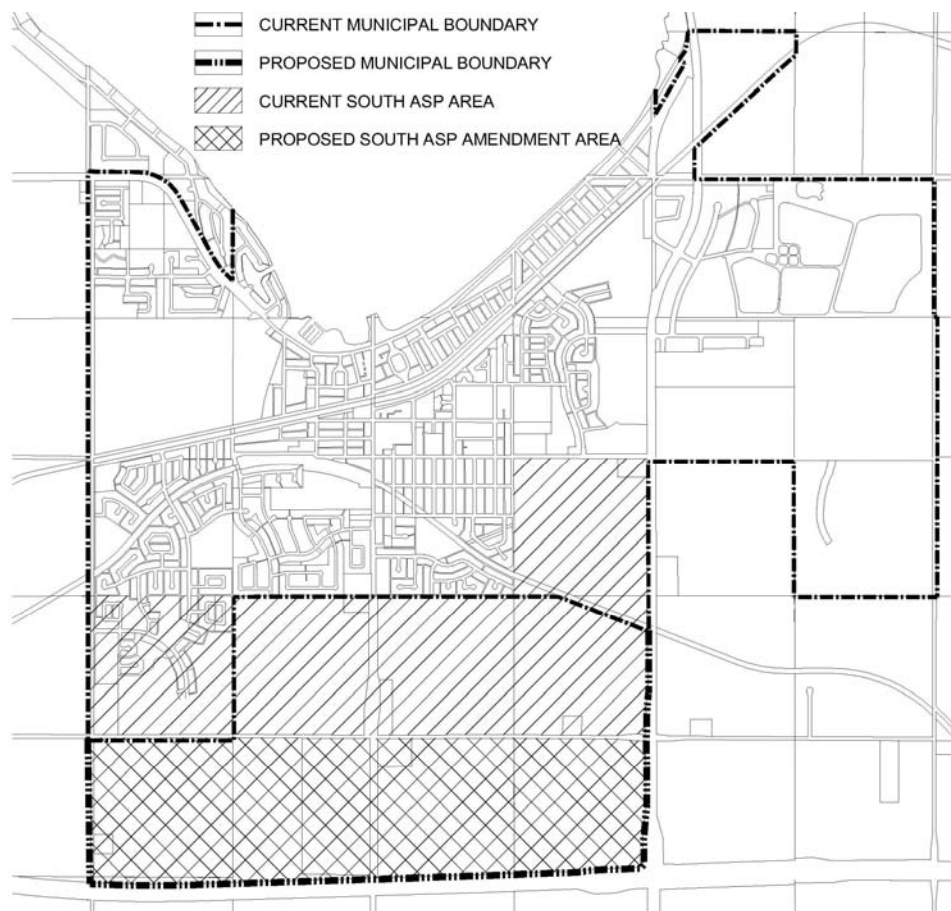 CURRENT MUNICIPAL BOUNDARY
PROPOSED MUNICIPAL BOUNDARY
CURRENT SOUTH ASP AREA
PROPOSED SOUTH ASP AMENDMENT AREA